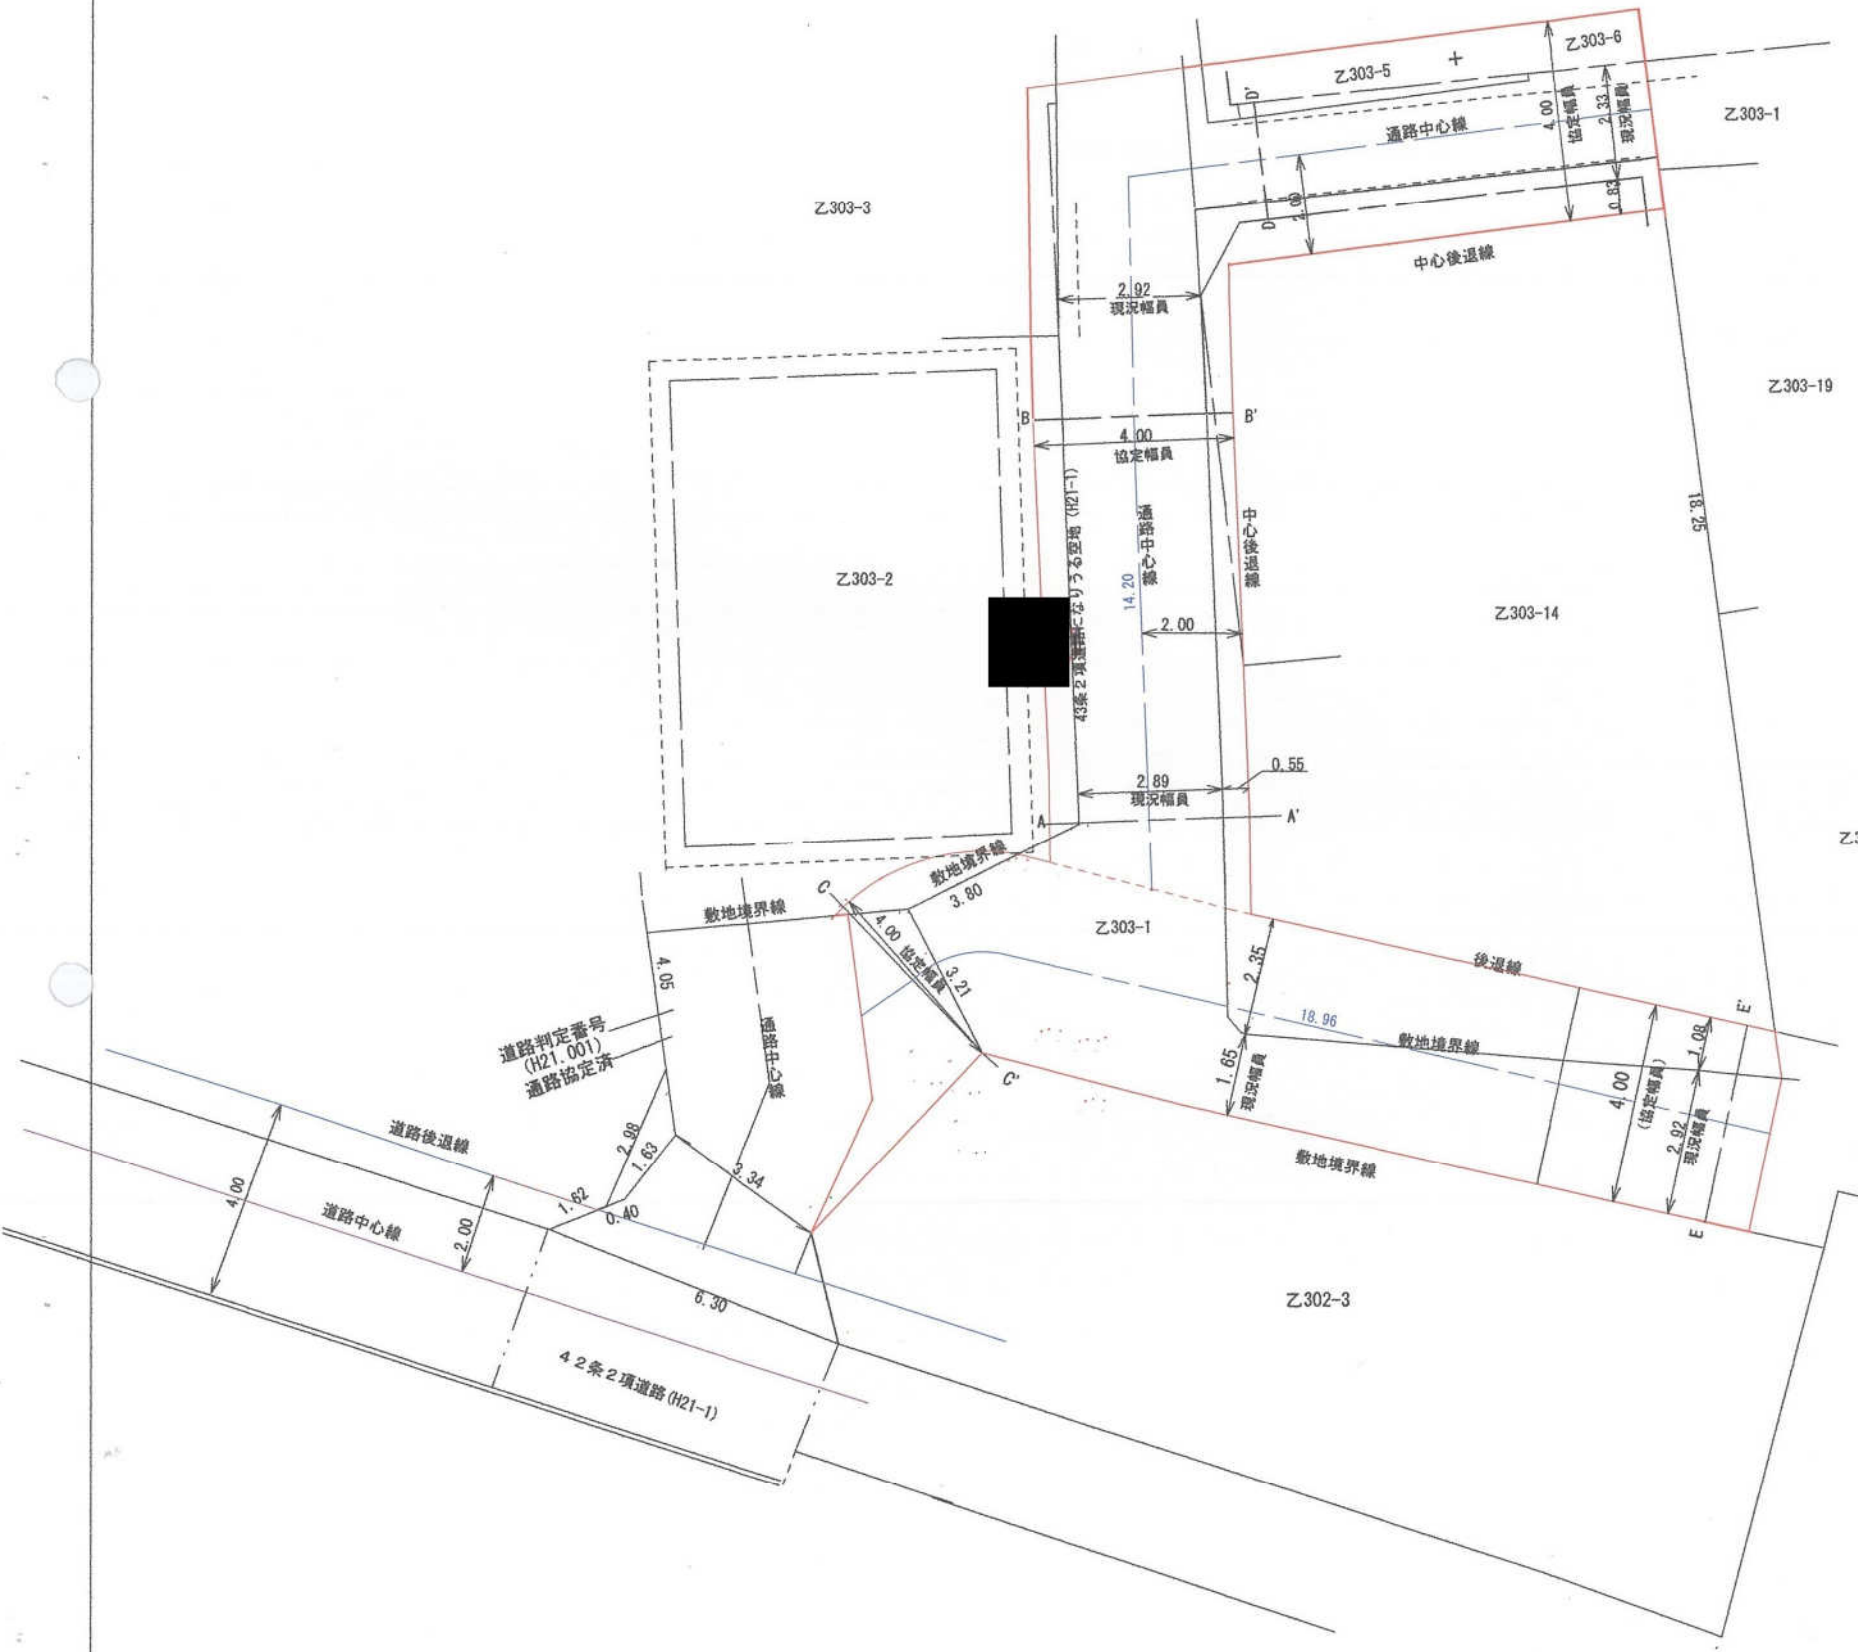 乙303-6
乙303-5
D'
4.00
協定幅員
2.33
現況幅員
乙303-1
通路中心線
乙303-3
0.83
2.00
D
中心後退線
2.92
現況幅員
乙303-19
B
B'
4.00
協定幅員
43条2項道路になりうる空地 (H21-1)
通路中心線
中心後退線
18.25
乙303-2
14.20
乙303-14
2.00
0.55
2.89
現況幅員
A
A'
敷地境界線
3.80
C
敷地境界線
4.00 協定幅員
乙303-1
3.21
2.35
後退線
4.05
道路判定番号
(H21.001)
通路協定済
通路中心線
18.96
敷地境界線
E'
1.08
C'
1.65
現況幅員
4.00
(協定幅員)
2.92
現況幅員
道路後退線
2.98
1.63
3.34
敷地境界線
4.00
道路中心線
2.00
1.62
0.40
E
6.30
乙302-3
42条2項道路(H21-1)